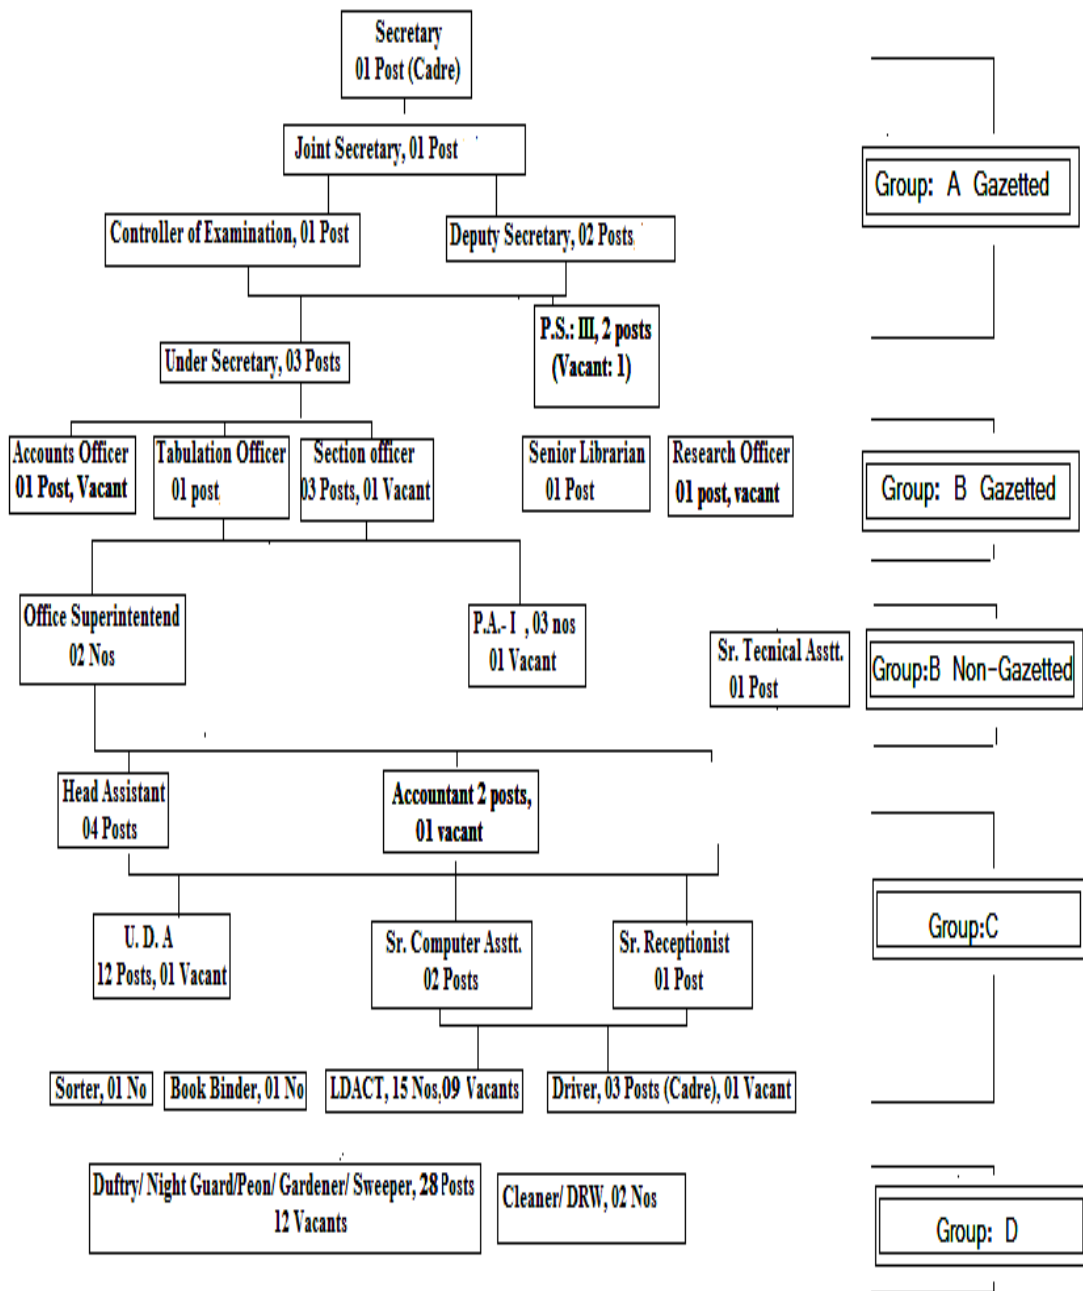 Secretary
01 Post (Cadre)
Joint Secretary, 01 Post
Group: A Gazetted
Controller of Examination, 01 Post
Deputy Secretary, 02 Posts,
P.S.: III, 2 posts
(Vacant: 1)
Under Secretary, 03 Posts
Accounts Officer
01 Post, Vacant
Tabulation Officer
01 post
Section officer
03 Posts, 01 Vacant
Senior Librarian
01 Post
Research Officer
01 post, vacant
Group: B Gazetted
Office Superintentend
02 Nos
P.A.- I , 03 nos
01 Vacant
Sr. Tecnical Asstt.
01 Post
Group:B Non-Gazetted
Head Assistant
04 Posts
Accountant 2 posts,
01 vacant
Group:C
U. D. A
12 Posts, 01 Vacant
Sr. Computer Asstt.
02 Posts
Sr. Receptionist
01 Post
Sorter, 01 No
Book Binder, 01 No
LDACT, 15 Nos,09 Vacants
Driver, 03 Posts (Cadre), 01 Vacant
Duftry/ Night Guard/Peon/ Gardener/ Sweeper, 28 Posts
12 Vacants
Cleaner/ DRW, 02 Nos
Group: D